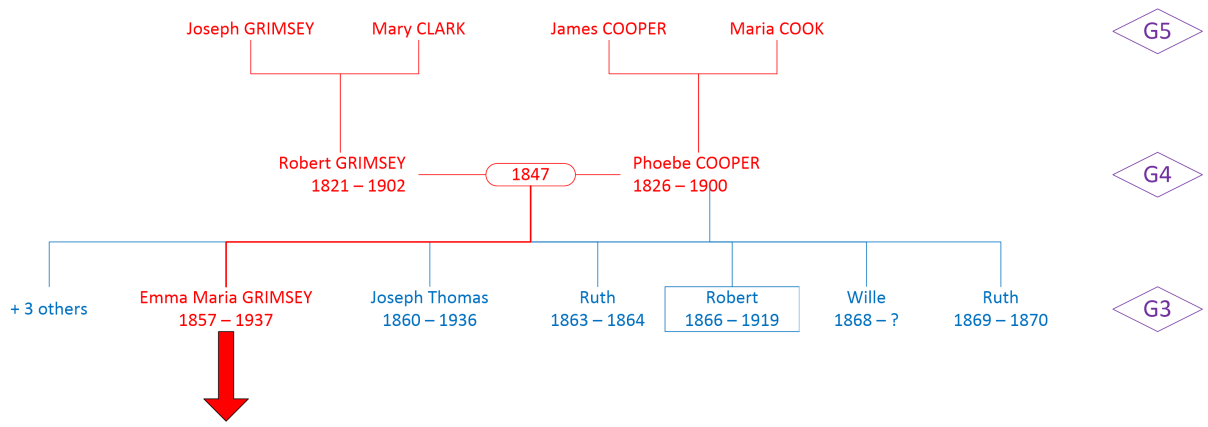 Joseph GRIMSEY
Mary CLARK
James COOPER
Maria COOK
G5
Robert GRIMSEY
1821 – 1902
1847
Phoebe COOPER
1826 – 1900
G4
+ 3 others
Emma Maria GRIMSEY
1857 – 1937
Joseph Thomas
1860 – 1936
Ruth
1863 – 1864
Robert
1866 – 1919
Wille
1868 – ?
Ruth
1869 – 1870
G3